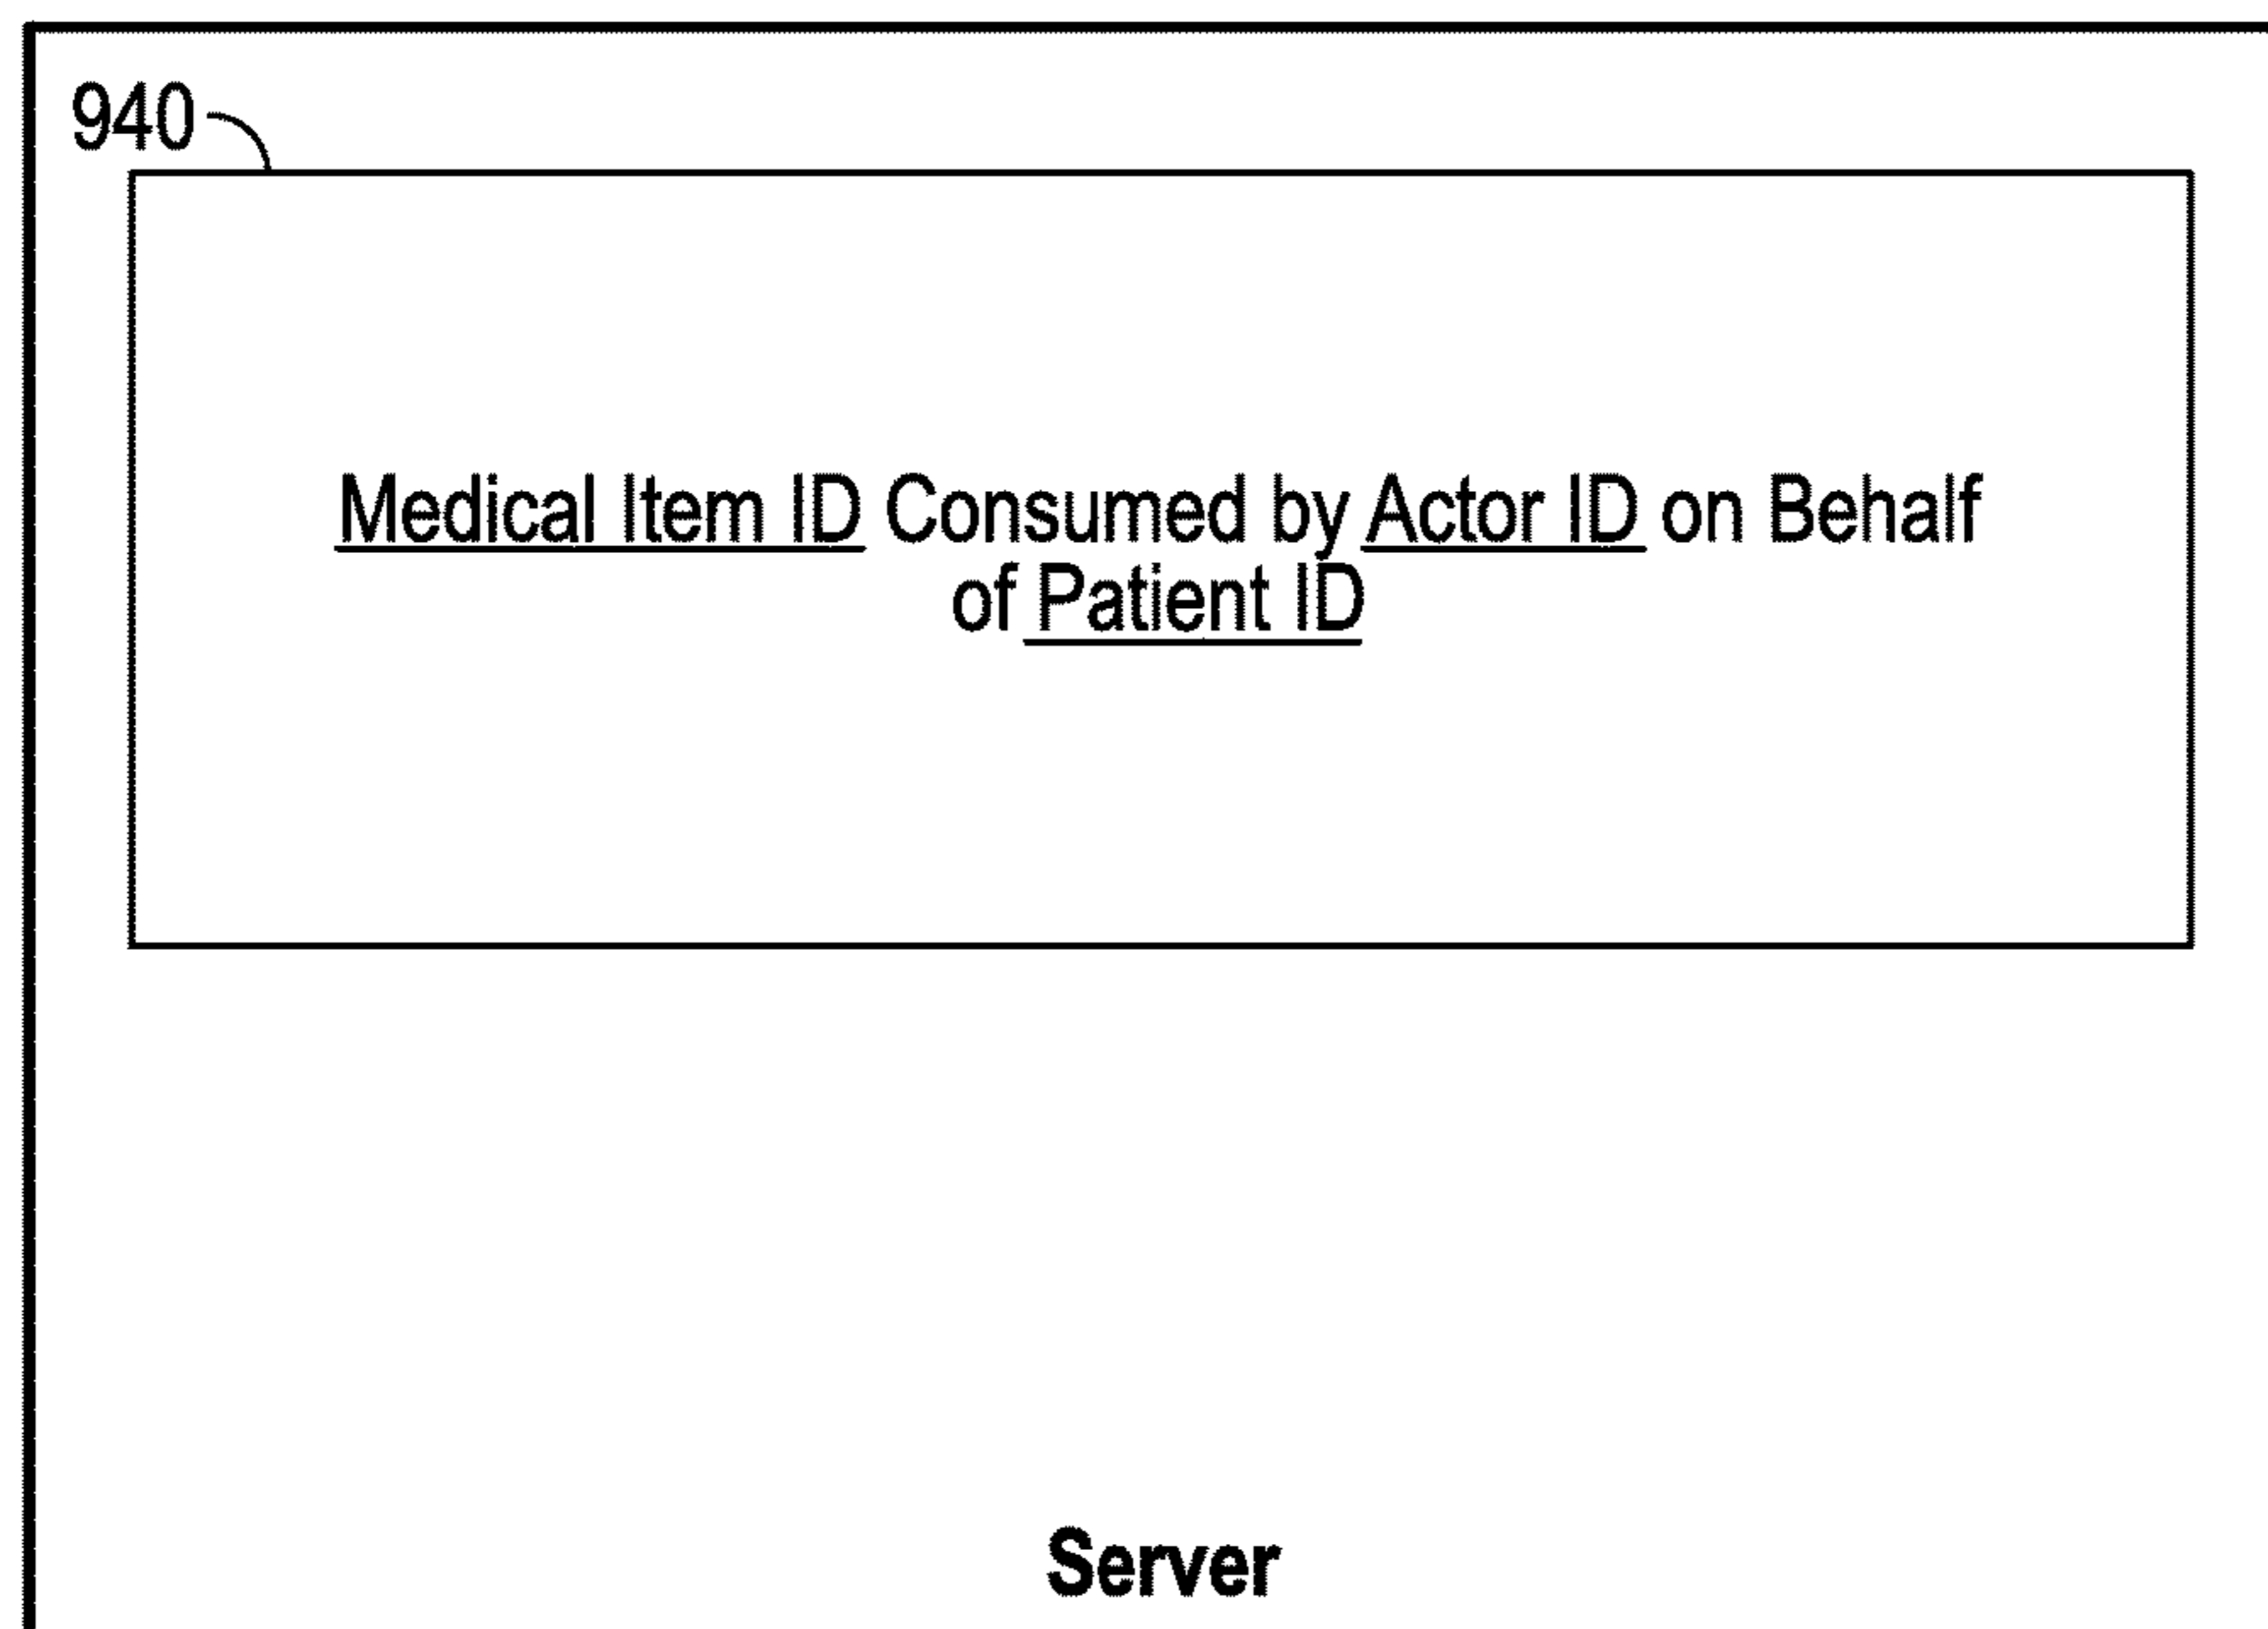 940
Medical Item ID Consumed by Actor ID on Behalf
of Patient ID
Server